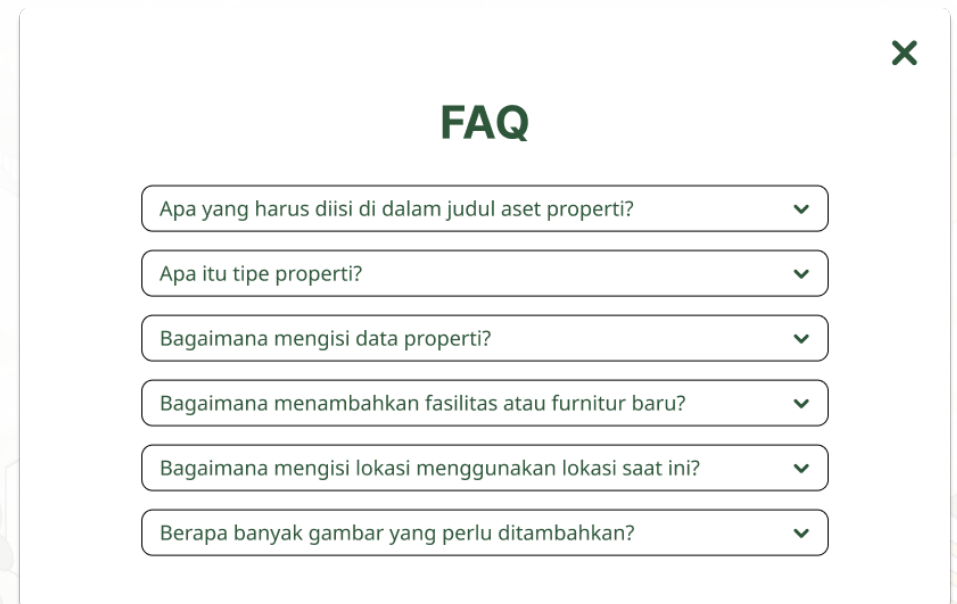 FAQ
Apa yang harus diisi di dalam judul aset properti?
Apa itu tipe properti?
Bagaimana mengisi data properti?
Bagaimana menambahkan fasilitas atau furnitur baru?
Bagaimana mengisi lokasi menggunakan lokasi saat ini?
Berapa banyak gambar yang perlu ditambahkan?